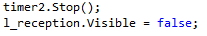 timer2.Stop();
l_reception.Visible = false;